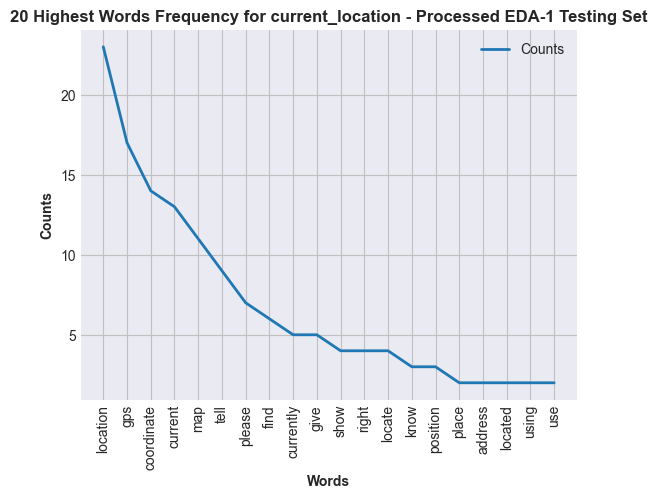 20 Highest Words Frequency for current_location - Processed EDA-1 Testing Set
Counts
20
15
10
5
Counts
location
gps
coordinate
current
map
tell
please
find
currently
give
show
right
locate
know
position
place
address
located
using
use
Words